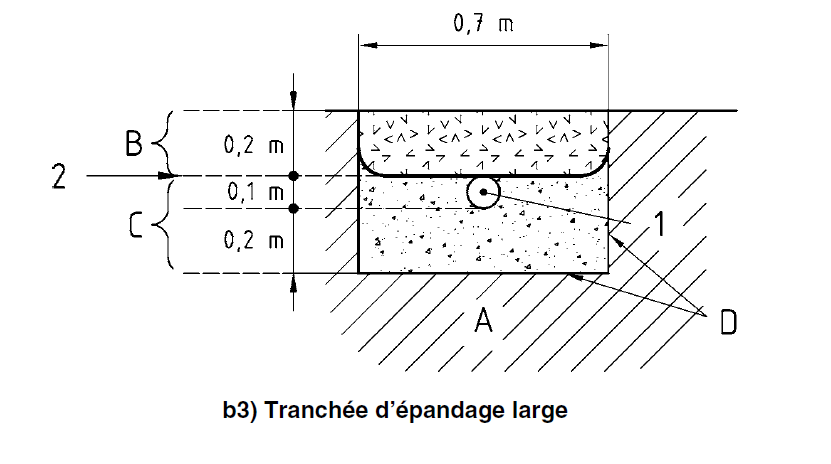 0,7 m
B
0,2 m
2
0,1 m
C
1
0,2 m
A
D
b3) Tranchée d'épandage large